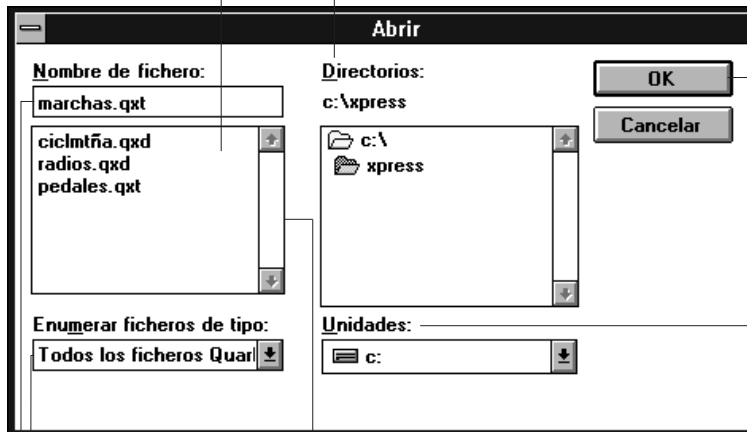 Abrir
Nombre de fichero:
marchas.qxt
ciclmtña.qxd
radios.qxd
pedales.qxt
Enumerar ficheros de tipo:
Todos los ficheros Quar
Directorios:
c:\xpress
c:\
xpress
Unidades:
c:
OK
Cancelar